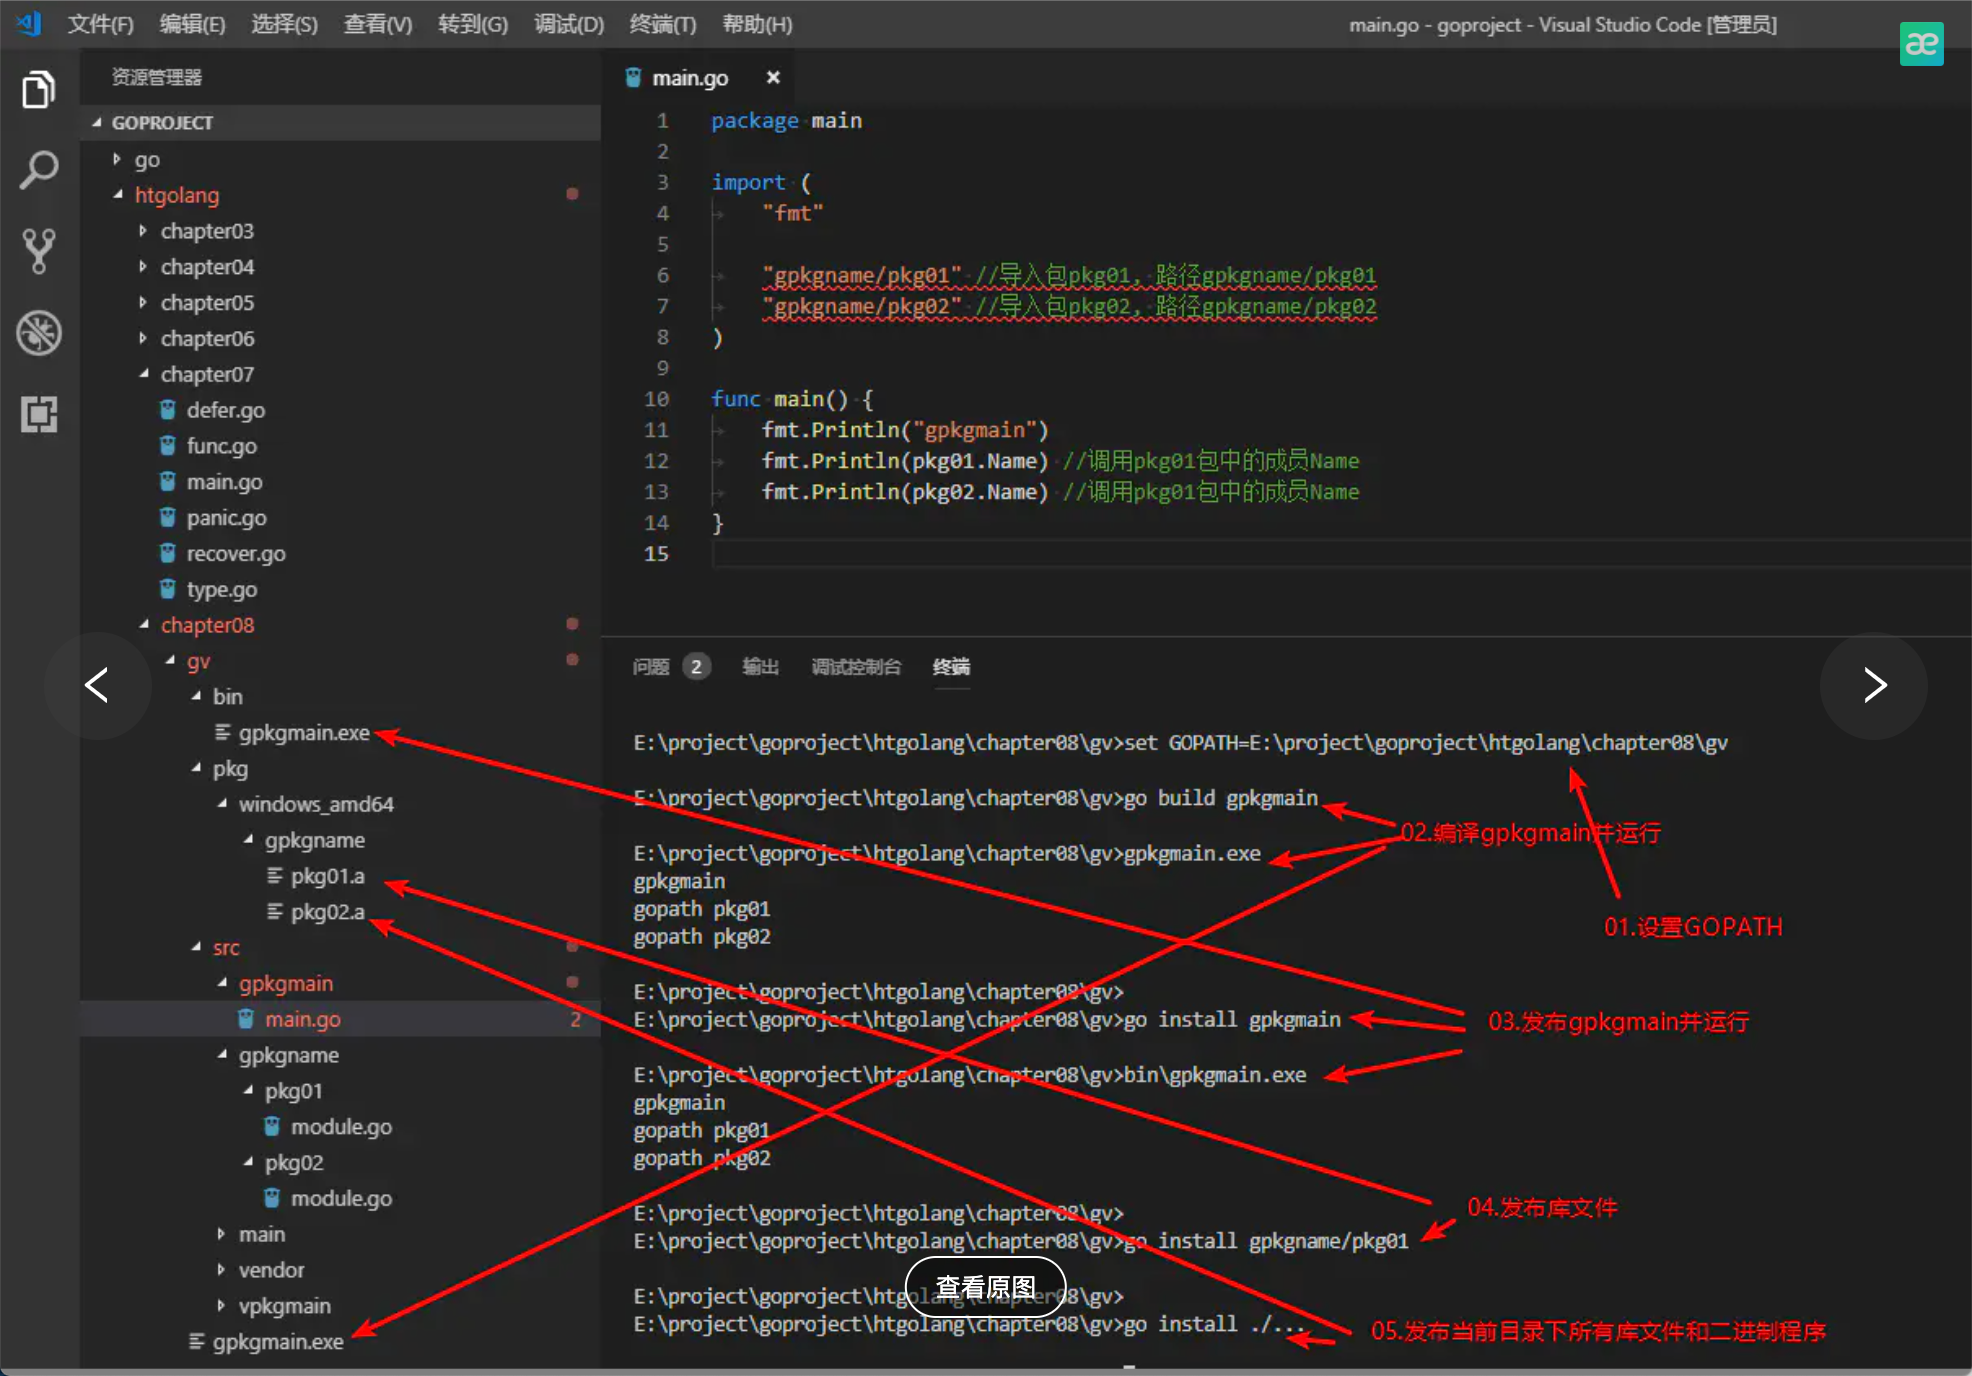 文件(F) 编辑(E) 选择(S) 查看(V) 转到(G) 调试(D) 终端(T) 帮助(H) main.go - goproject - Visual Studio Code [管理员]
æ
资源管理器
GOPROJECT
go
htgolang
chapter03
chapter04
chapter05
chapter06
chapter07
defer.go
func.go
main.go
panic.go
recover.go
type.go
chapter08
gv
bin
gpkgmain.exe
pkg
windows_amd64
gpkgname
pkg01.a
pkg02.a
src
gpkgmain
main.go 2
gpkgname
pkg01
module.go
pkg02
module.go
main
vendor
vpkgmain
gpkgmain.exe
main.go ×
1 package main
2
3 import (
4 "fmt"
5
6 "gpkgname/pkg01" //导入包pkg01, 路径gpkgname/pkg01
7 "gpkgname/pkg02" //导入包pkg02, 路径gpkgname/pkg02
8 )
9
10 func main() {
11 fmt.Println("gpkgmain")
12 fmt.Println(pkg01.Name) //调用pkg01包中的成员Name
13 fmt.Println(pkg02.Name) //调用pkg01包中的成员Name
14 }
15
问题 2 输出 调试控制台 终端
E:\project\goproject\htgolang\chapter08\gv>set GOPATH=E:\project\goproject\htgolang\chapter08\gv
E:\project\goproject\htgolang\chapter08\gv>go build gpkgmain
02.编译gpkgmain并运行
E:\project\goproject\htgolang\chapter08\gv>gpkgmain.exe
gpkgmain
gopath pkg01
01.设置GOPATH
gopath pkg02
E:\project\goproject\htgolang\chapter08\gv>
E:\project\goproject\htgolang\chapter08\gv>go install gpkgmain
03.发布gpkgmain并运行
E:\project\goproject\htgolang\chapter08\gv>bin\gpkgmain.exe
gpkgmain
gopath pkg01
gopath pkg02
04.发布库文件
E:\project\goproject\htgolang\chapter08\gv>
E:\project\goproject\htgolang\chapter08\gv>go install gpkgname/pkg01
查看原图
E:\project\goproject\htgolang\chapter08\gv>
E:\project\goproject\htgolang\chapter08\gv>go install ./...
05.发布当前目录下所有库文件和二进制程序